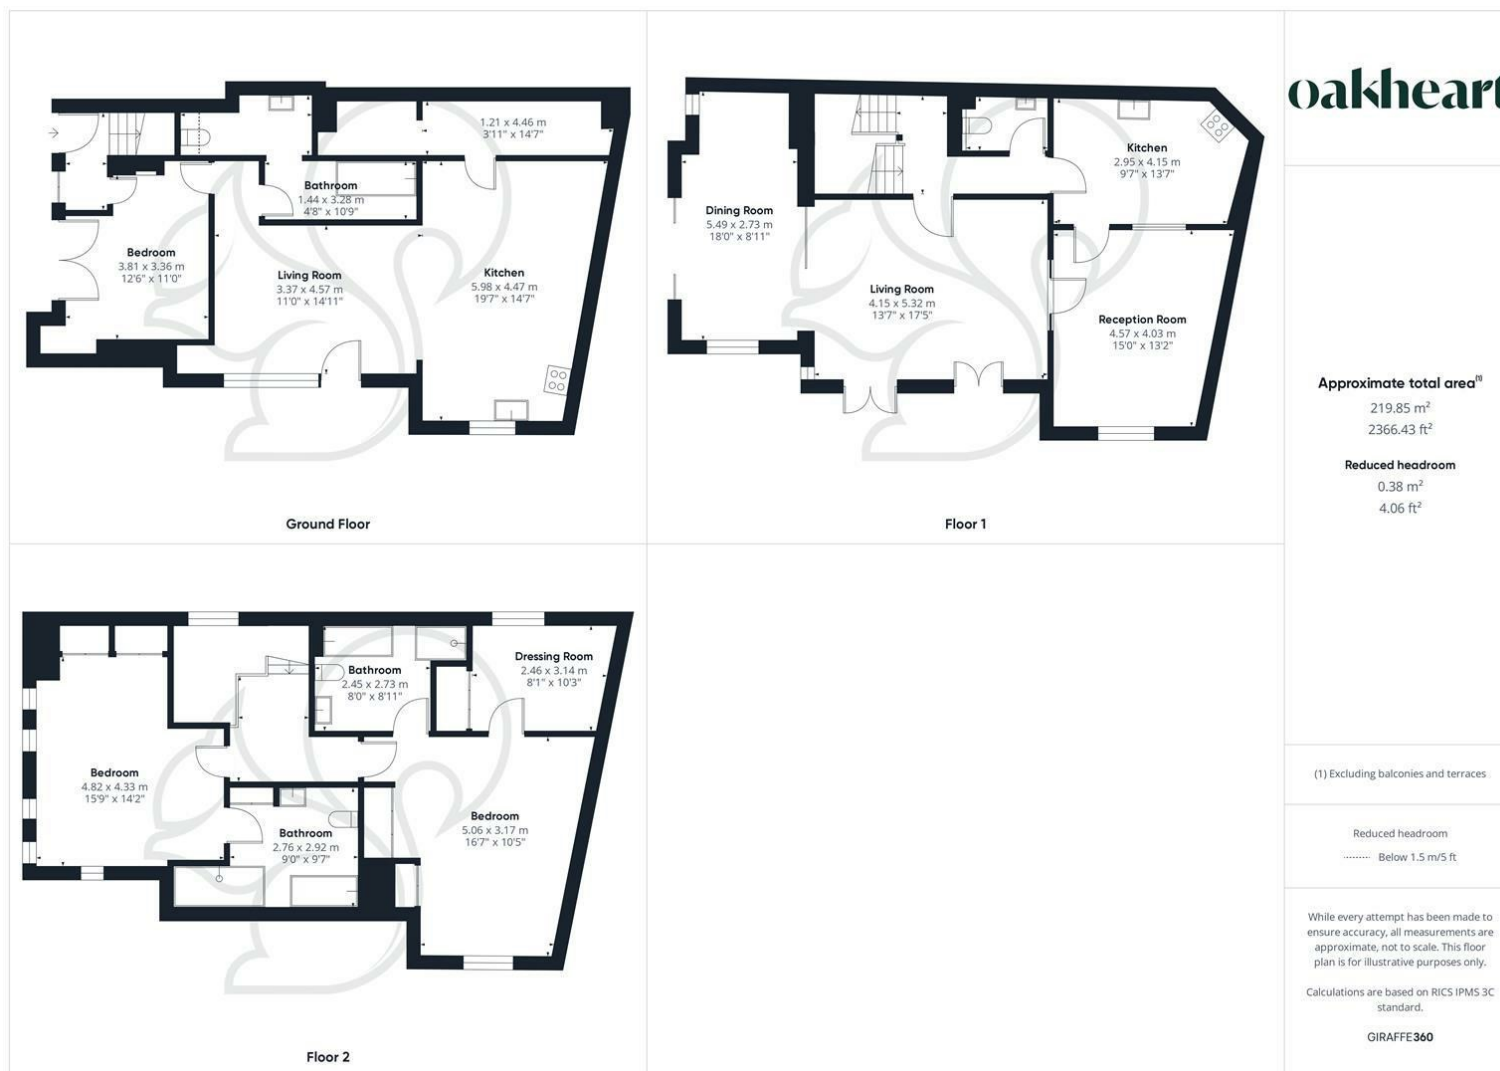 1.21 x 4.46 m
3'11" x 14'7"
Bathroom
1.44 x 3.28 m
4'8" x 10'9"
Bedroom
3.81 x 3.36 m
12'6" x 11'0"
Living Room
3.37 x 4.57 m
11'0" x 14'11"
Kitchen
5.98 x 4.47 m
19'7" x 14'7"
Ground Floor
Kitchen
2.95 x 4.15 m
9'7" x 13'7"
Dining Room
5.49 x 2.73 m
18'0" x 8'11"
Living Room
4.15 x 5.32 m
13'7" x 17'5"
Reception Room
4.57 x 4.03 m
15'0" x 13'2"
Floor 1
Bathroom
2.45 x 2.73 m
8'0" x 8'11"
Dressing Room
2.46 x 3.14 m
8'1" x 10'3"
Bedroom
4.82 x 4.33 m
15'9" x 14'2"
Bathroom
2.76 x 2.92 m
9'0" x 9'7"
Bedroom
5.06 x 3.17 m
16'7" x 10'5"
Floor 2
oakheart
Approximate total area(1)
219.85 m²
2366.43 ft²
Reduced headroom
0.38 m²
4.06 ft²
(1) Excluding balconies and terraces
Reduced headroom
Below 1.5 m/5 ft
While every attempt has been made to
ensure accuracy, all measurements are
approximate, not to scale. This floor
plan is for illustrative purposes only.
Calculations are based on RICS IPMS 3C
standard.
GIRAFFE360